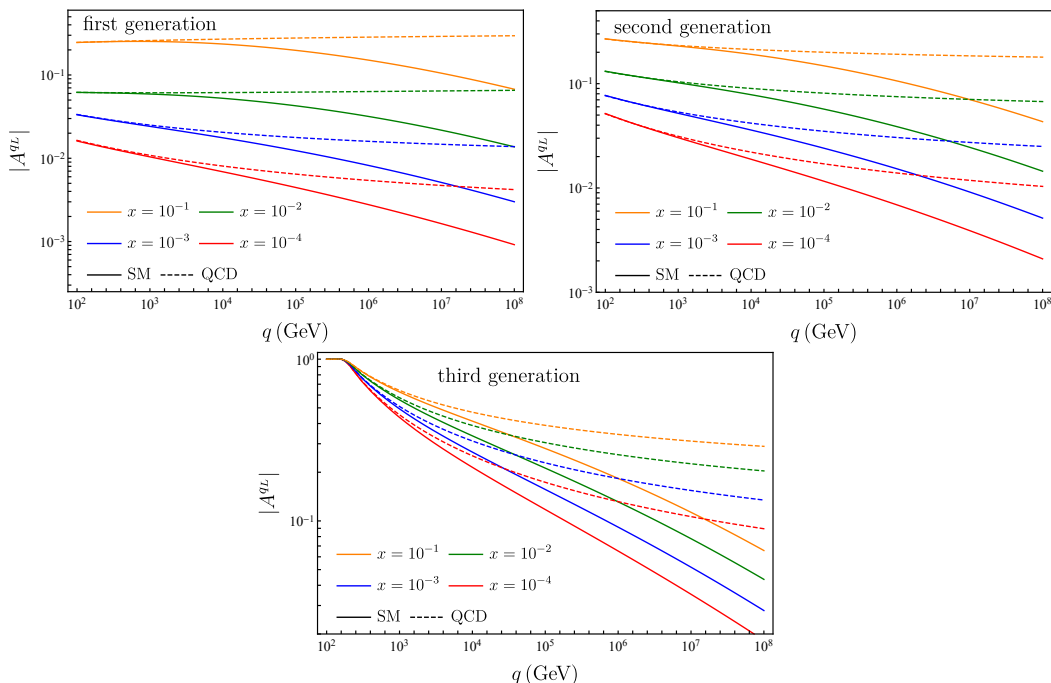 first generation
|A^{q_L}|
10^{-1}
10^{-2}
10^{-3}
x = 10^{-1} x = 10^{-2}
x = 10^{-3} x = 10^{-4}
SM QCD
10^2 10^3 10^4 10^5 10^6 10^7 10^8
q (GeV)
second generation
|A^{q_L}|
10^0
10^{-1}
10^{-2}
10^{-3}
x = 10^{-1} x = 10^{-2}
x = 10^{-3} x = 10^{-4}
SM QCD
10^2 10^3 10^4 10^5 10^6 10^7 10^8
q (GeV)
third generation
|A^{q_L}|
10^0
10^{-1}
x = 10^{-1} x = 10^{-2}
x = 10^{-3} x = 10^{-4}
SM QCD
10^2 10^3 10^4 10^5 10^6 10^7 10^8
q (GeV)